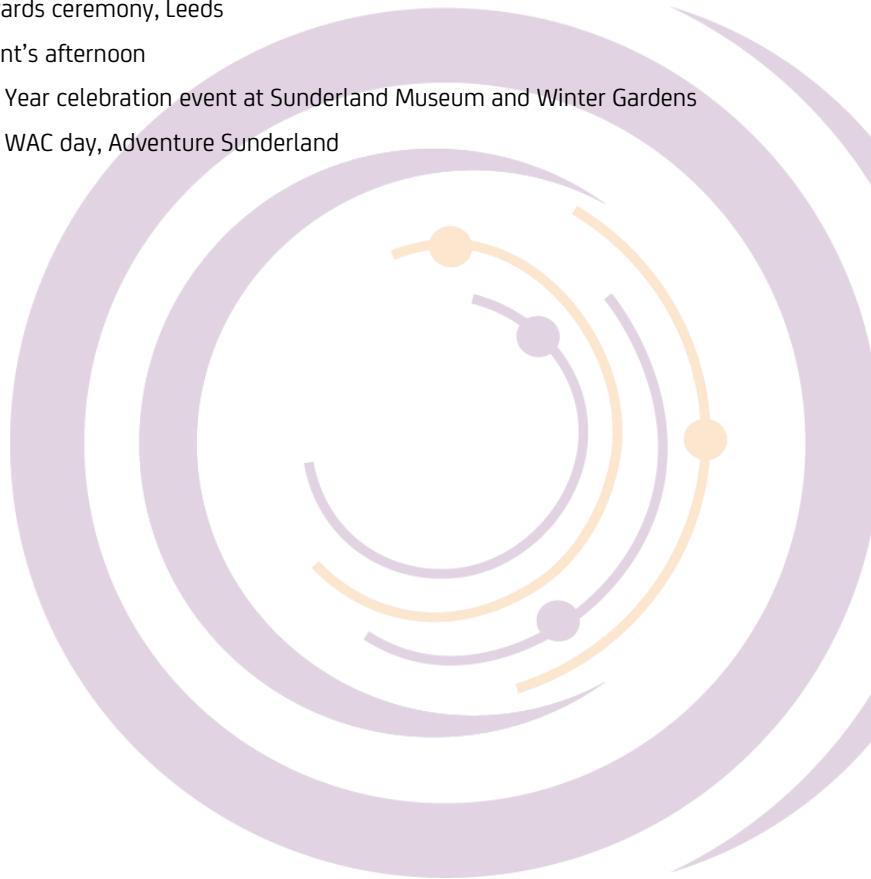 ards ceremony, Leeds
nt's afternoon
Year celebration event at Sunderland Museum and Winter Gardens
WAC day, Adventure Sunderland